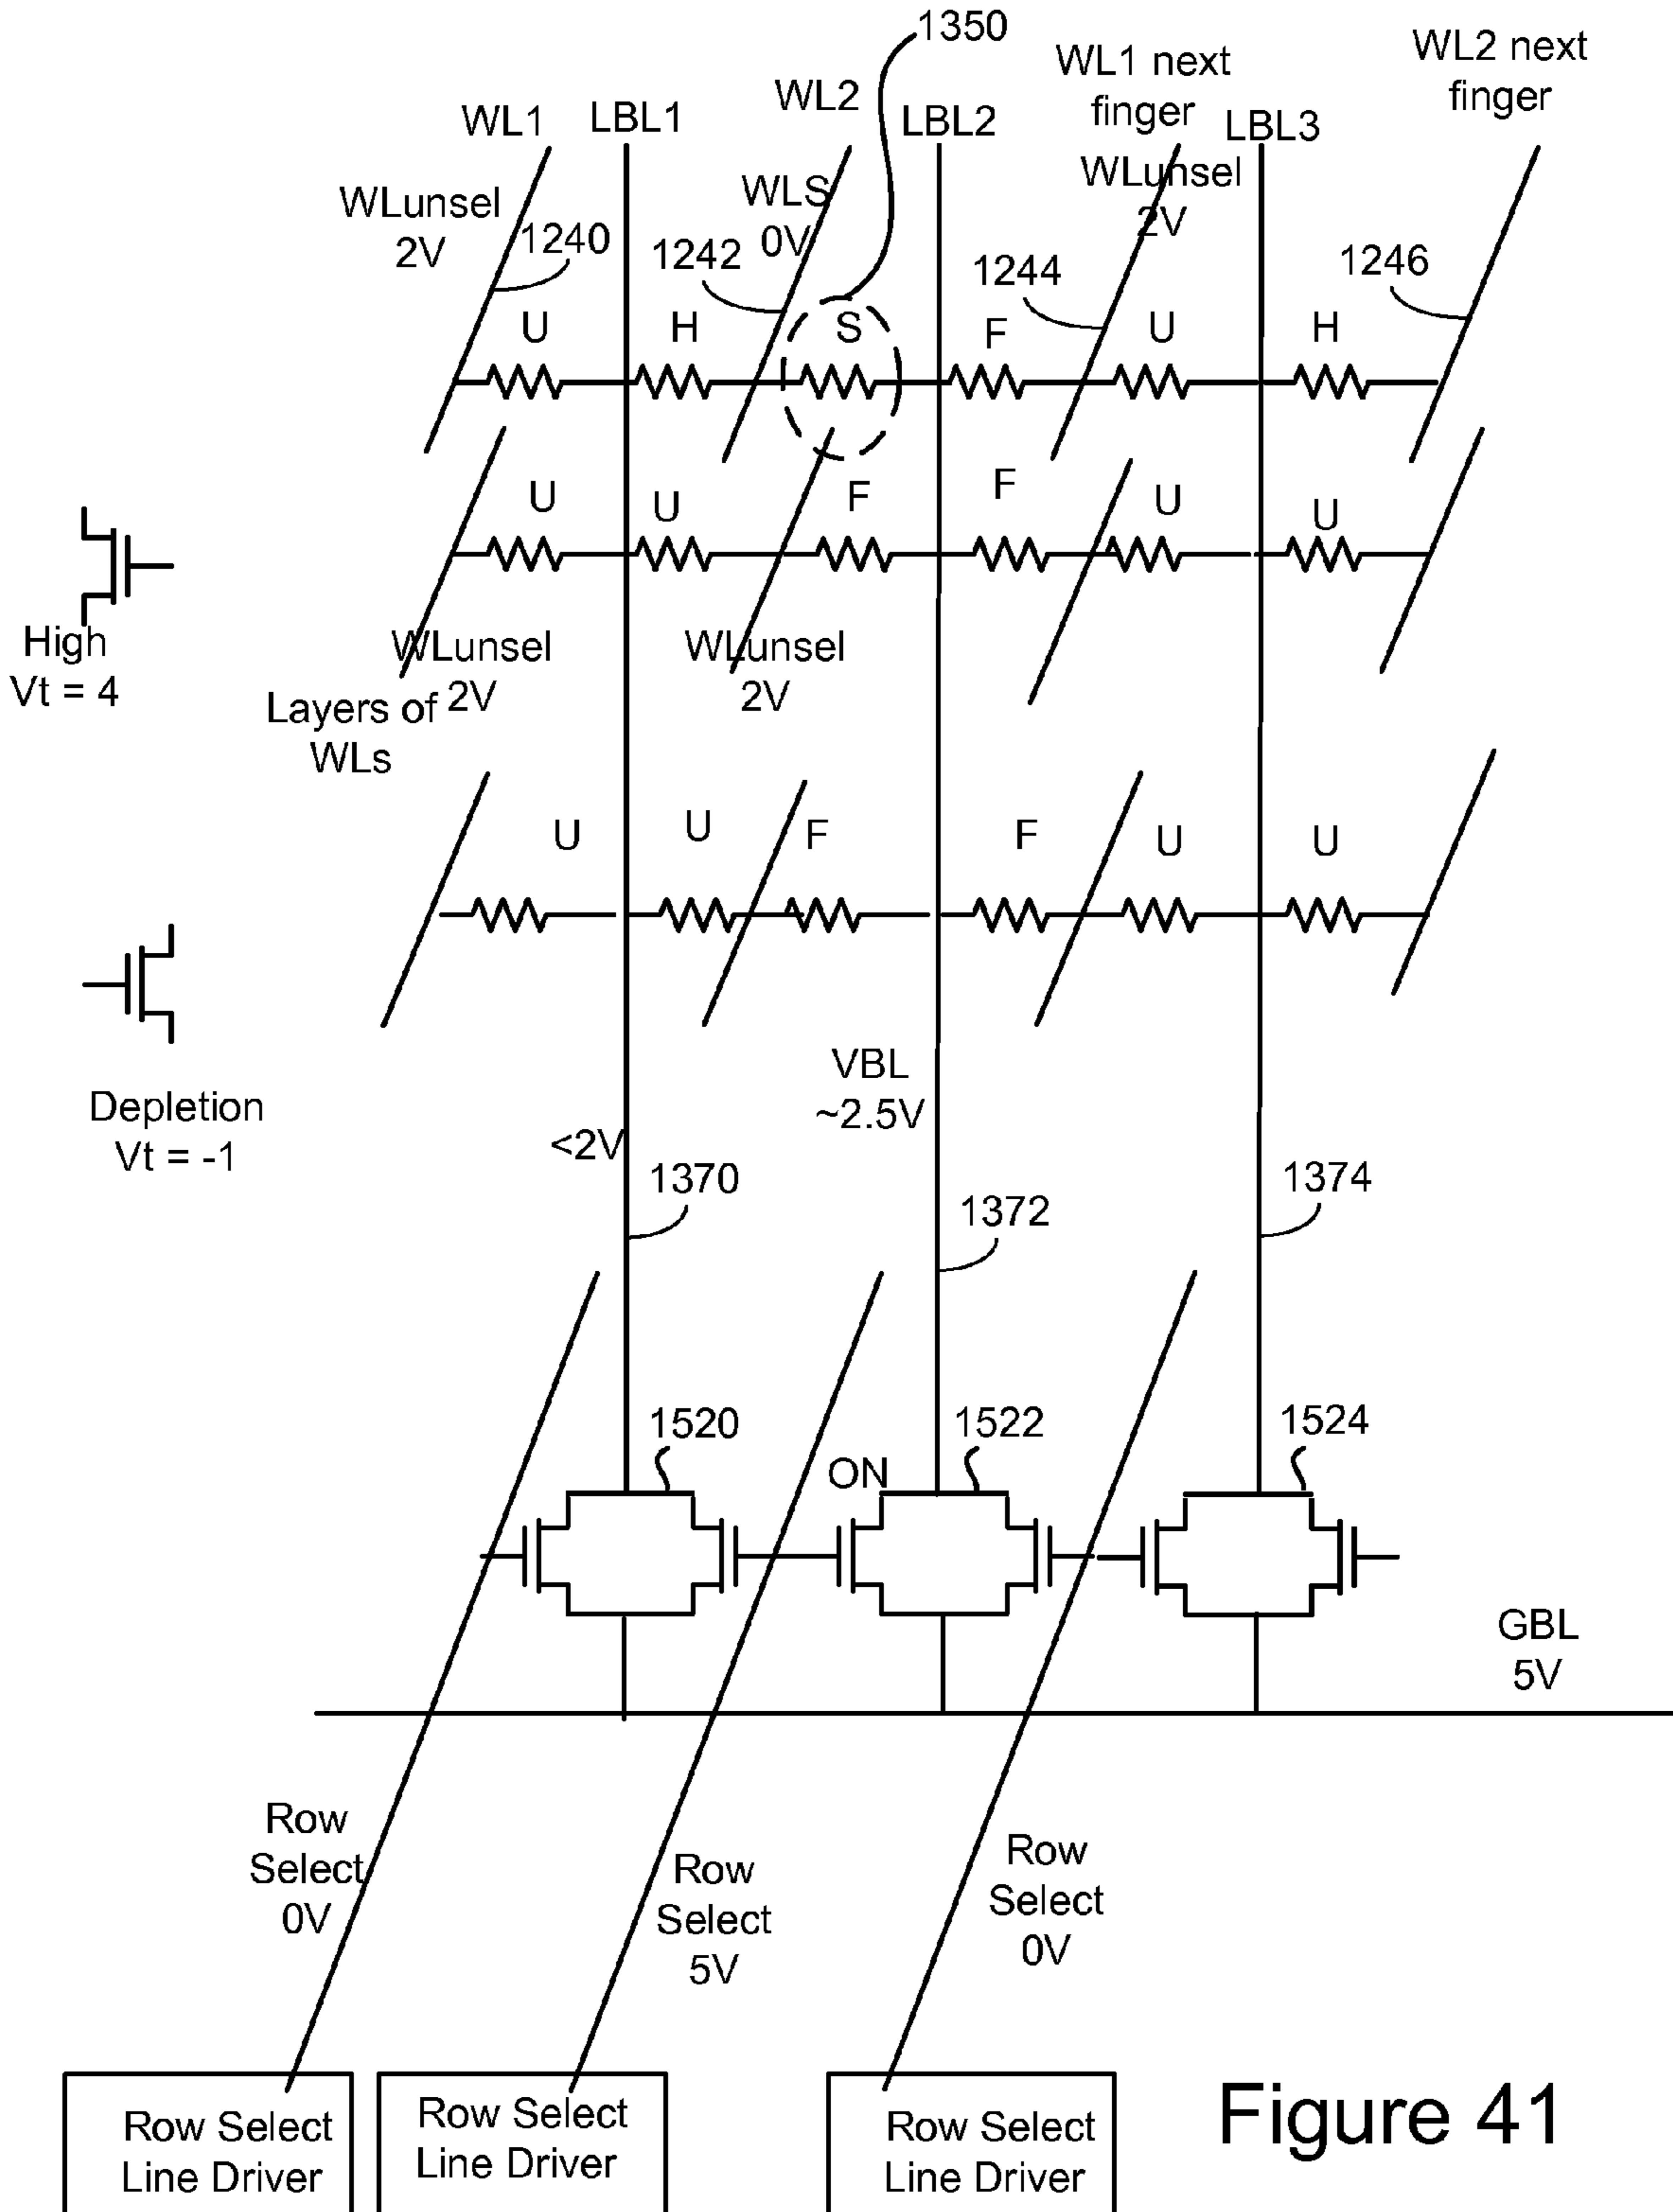 1350
WL1
LBL1
WL2
LBL2
WL1 next
finger
LBL3
WL2 next
finger
WLunsel
2V
1240
1242
WLS
0V
1244
WLunsel
2V
1246
U
H
S
F
U
H
U
U
F
F
U
U
High
Vt = 4
WLunsel
2V
WLunsel
2V
Layers of
WLs
U
U
F
F
U
U
Depletion
Vt = -1
<2V
VBL
~2.5V
1370
1372
1374
1520
ON
1522
1524
GBL
5V
Row
Select
0V
Row
Select
5V
Row
Select
0V
Row Select
Line Driver
Row Select
Line Driver
Row Select
Line Driver
Figure 41